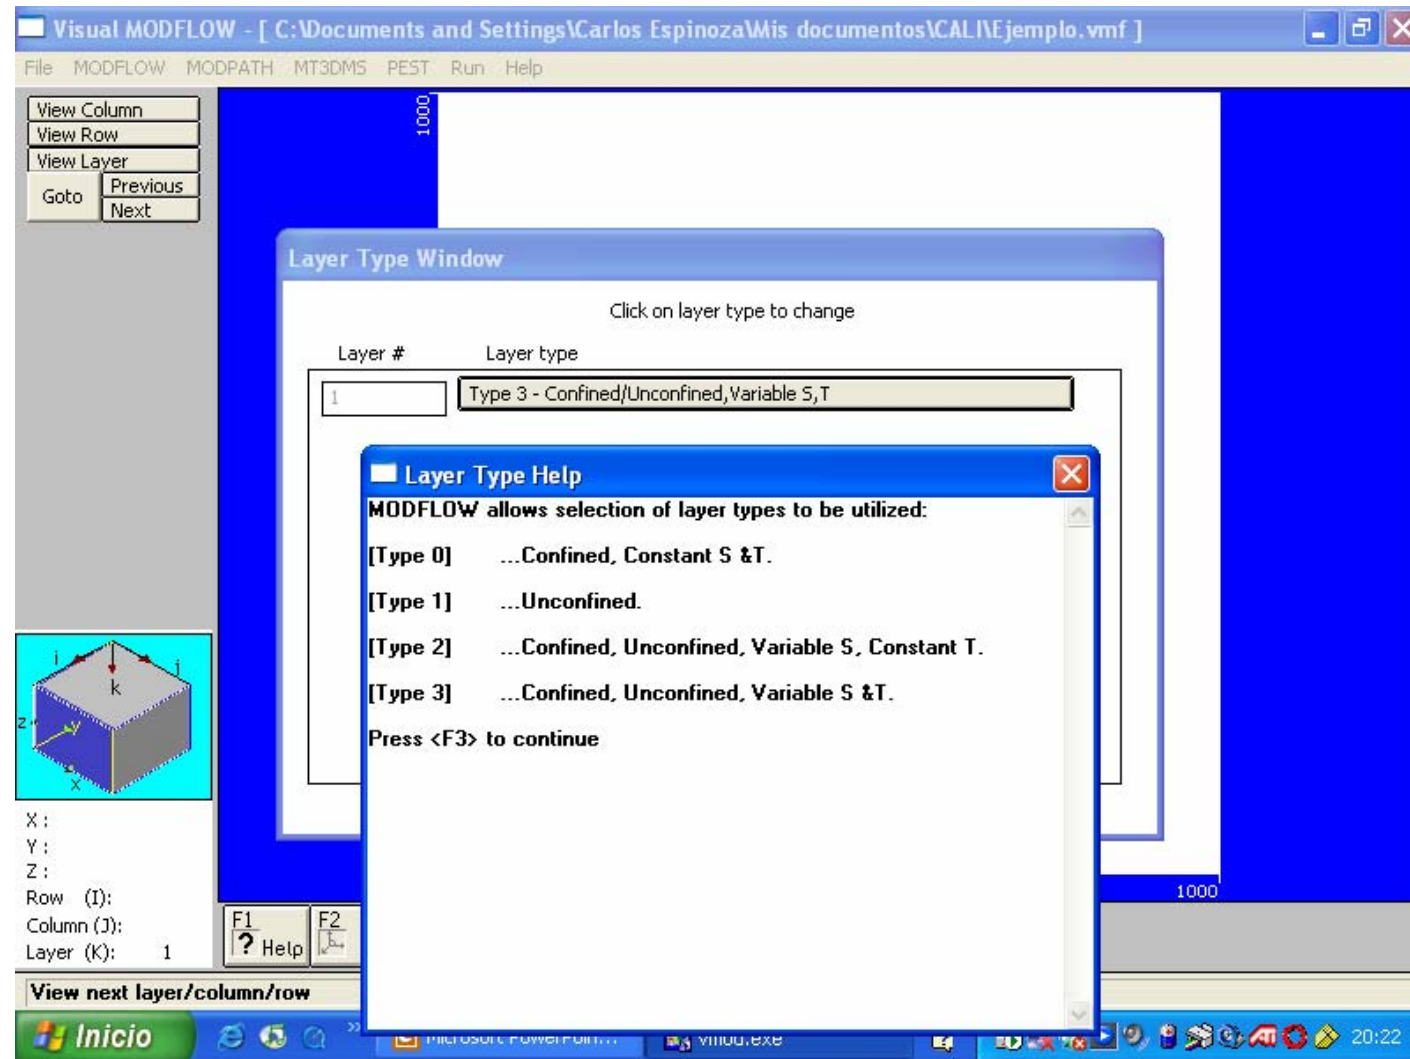 Visual MODFLOW - [ C:\Documents and Settings\Carlos Espinoza\Mis documentos\CALI\Ejemplo.vmf ]
File MODFLOW MODPATH MT3DMS PEST Run Help
View Column
View Row
View Layer
Goto
Previous
Next
1000
Layer Type Window
Click on layer type to change
Layer # Layer type
1 Type 3 - Confined/Unconfined,Variable S,T
Layer Type Help
MODFLOW allows selection of layer types to be utilized:
[Type 0] ...Confined, Constant S &T.
[Type 1] ...Unconfined.
[Type 2] ...Confined, Unconfined, Variable S, Constant T.
[Type 3] ...Confined, Unconfined, Variable S &T.
Press <F3> to continue
i
j
k
z
y
x
X :
Y :
Z :
Row (I):
Column (J):
Layer (K): 1
1000
F1
? Help
F2
View next layer/column/row
Inicio
»
Microsoft PowerPoin...
vmod.exe
ATI
20:22